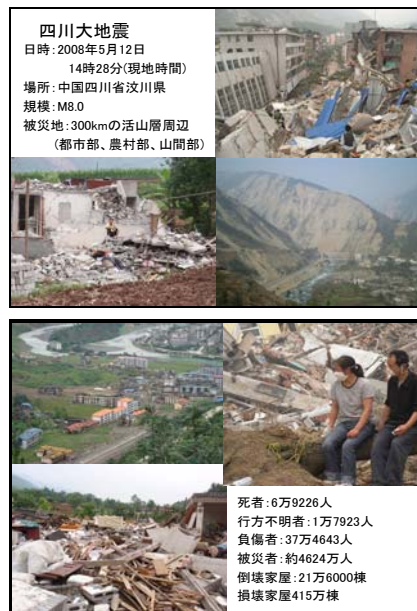 四川大地震
日時:2008年5月12日
14時28分(現地時間)
場所:中国四川省汶川県
規模:M8.0
被災地:300kmの活山層周辺
(都市部、農村部、山間部)
死者:6万9226人
行方不明者:1万7923人
負傷者:37万4643人
被災者:約4624万人
倒壊家屋:21万6000棟
損壊家屋415万棟